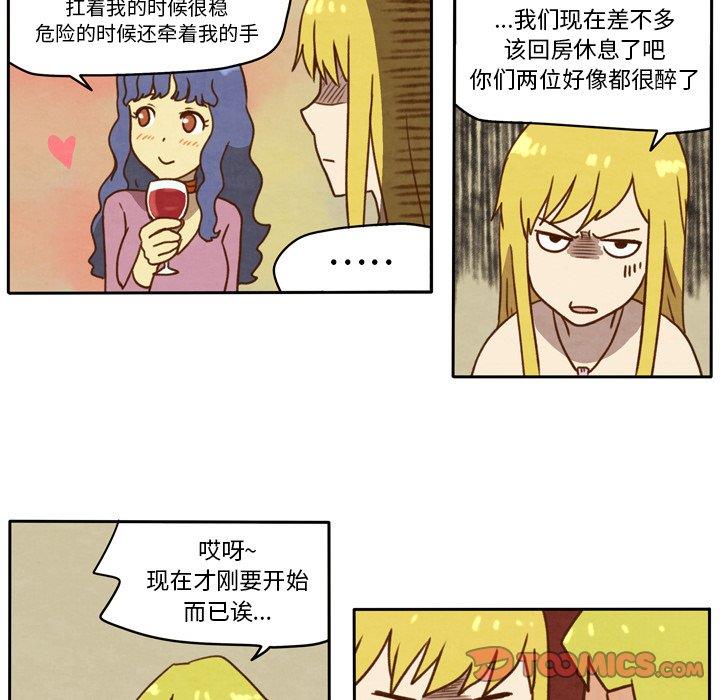 扛着我的时候很稳
危险的时候还牵着我的手
.....
...我们现在差不多
该回房休息了吧
你们两位好像都很醉了
哎呀~
现在才刚要开始
而已诶...
TOOMICS.COM